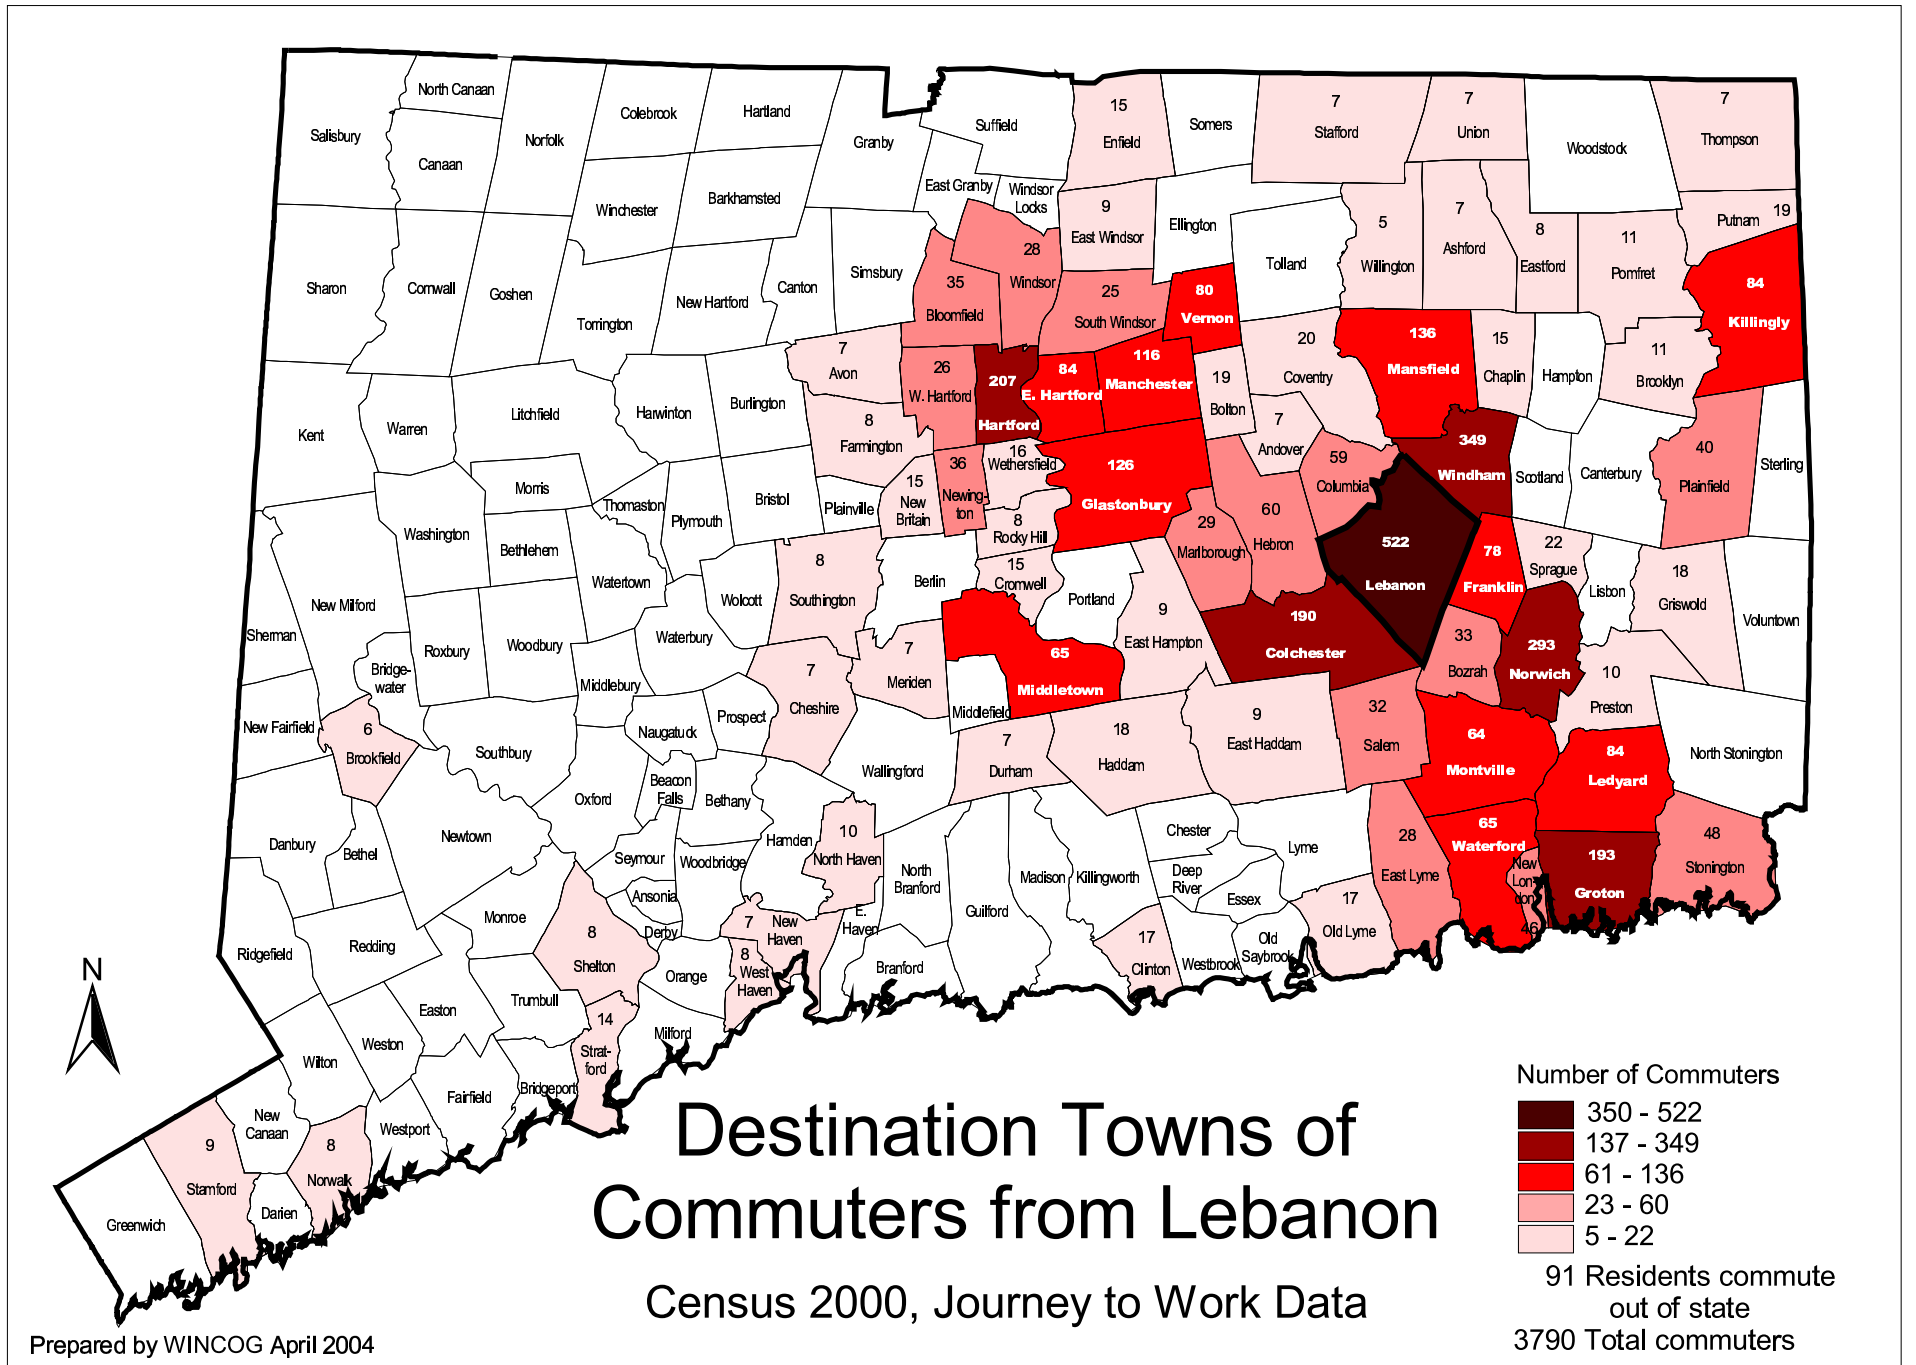 North Canaan
Salisbury
Canaan
Norfolk
Colebrook
Hartland
Granby
Suffield
15
Enfield
Somers
7
Stafford
7
Union
Woodstock
7
Thompson
Winchester
Barkhamsted
East Granby
Windsor
Locks
9
East Windsor
Ellington
Tolland
5
Willington
7
Ashford
8
Eastford
11
Pomfret
Putnam
19
Sharon
Cornwall
Goshen
Torrington
New Hartford
Canton
Simsbury
35
Bloomfield
28
Windsor
25
South Windsor
80
Vernon
84
Killingly
7
Avon
26
W. Hartford
207
Hartford
84
E. Hartford
116
Manchester
19
Bolton
20
Coventry
136
Mansfield
15
Chaplin
Hampton
11
Brooklyn
Kent
Warren
Litchfield
Harwinton
Burlington
8
Farmington
36
Newing-
ton
16
Wethersfield
126
Glastonbury
7
Andover
59
Columbia
349
Windham
Scotland
Canterbury
40
Plainfield
Sterling
Morris
Washington
Bethlehem
Thomaston
Plymouth
Bristol
Plainville
15
New
Britain
8
Rocky Hill
29
Marlborough
60
Hebron
522
Lebanon
78
Franklin
22
Sprague
Lisbon
18
Griswold
Voluntown
New Milford
Watertown
Wolcott
8
Southington
Berlin
15
Cromwell
Portland
9
East Hampton
190
Colchester
33
Bozrah
293
Norwich
10
Preston
Sherman
Bridge-
water
Roxbury
Woodbury
Waterbury
Middlebury
7
Cheshire
7
Meriden
65
Middletown
Middlefield
New Fairfield
6
Brookfield
Southbury
Naugatuck
Prospect
Wallingford
7
Durham
18
Haddam
9
East Haddam
32
Salem
64
Montville
84
Ledyard
North Stonington
Danbury
Bethel
Newtown
Oxford
Beacon
Falls
Bethany
Hamden
10
North Haven
North
Branford
Guilford
Madison
Killingworth
Chester
Deep
River
Essex
Lyme
28
East Lyme
65
Waterford
New
Lon-
don
46
193
Groton
48
Stonington
Seymour
Woodbridge
Ansonia
Derby
Ridgefield
Redding
Monroe
8
Shelton
Orange
7
New
Haven
8
West
Haven
E.
Haven
Branford
17
Clinton
Westbrook
Old
Saybrook
17
Old Lyme
N
Wilton
Weston
Easton
Trumbull
14
Strat-
ford
Milford
Bridgeport
Fairfield
Westport
New
Canaan
9
Stamford
8
Norwalk
Darien
Greenwich
Destination Towns of
Commuters from Lebanon
Census 2000, Journey to Work Data
Number of Commuters
350 - 522
137 - 349
61 - 136
23 - 60
5 - 22
91 Residents commute
out of state
3790 Total commuters
Prepared by WINCOG April 2004